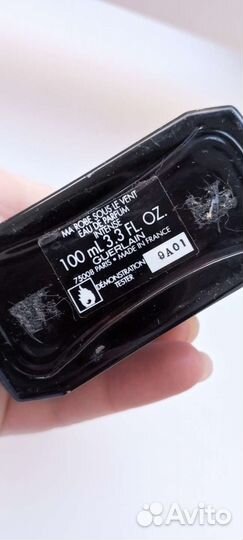 MA ROBE SOUS LE VENT
EAU DE PARFUM
INTENSE
100 mL 3.3 FL. OZ.
GUERLAIN
75008 PARIS • MADE IN FRANCE
DEMONSTRATION
TESTER
9A01
Avito